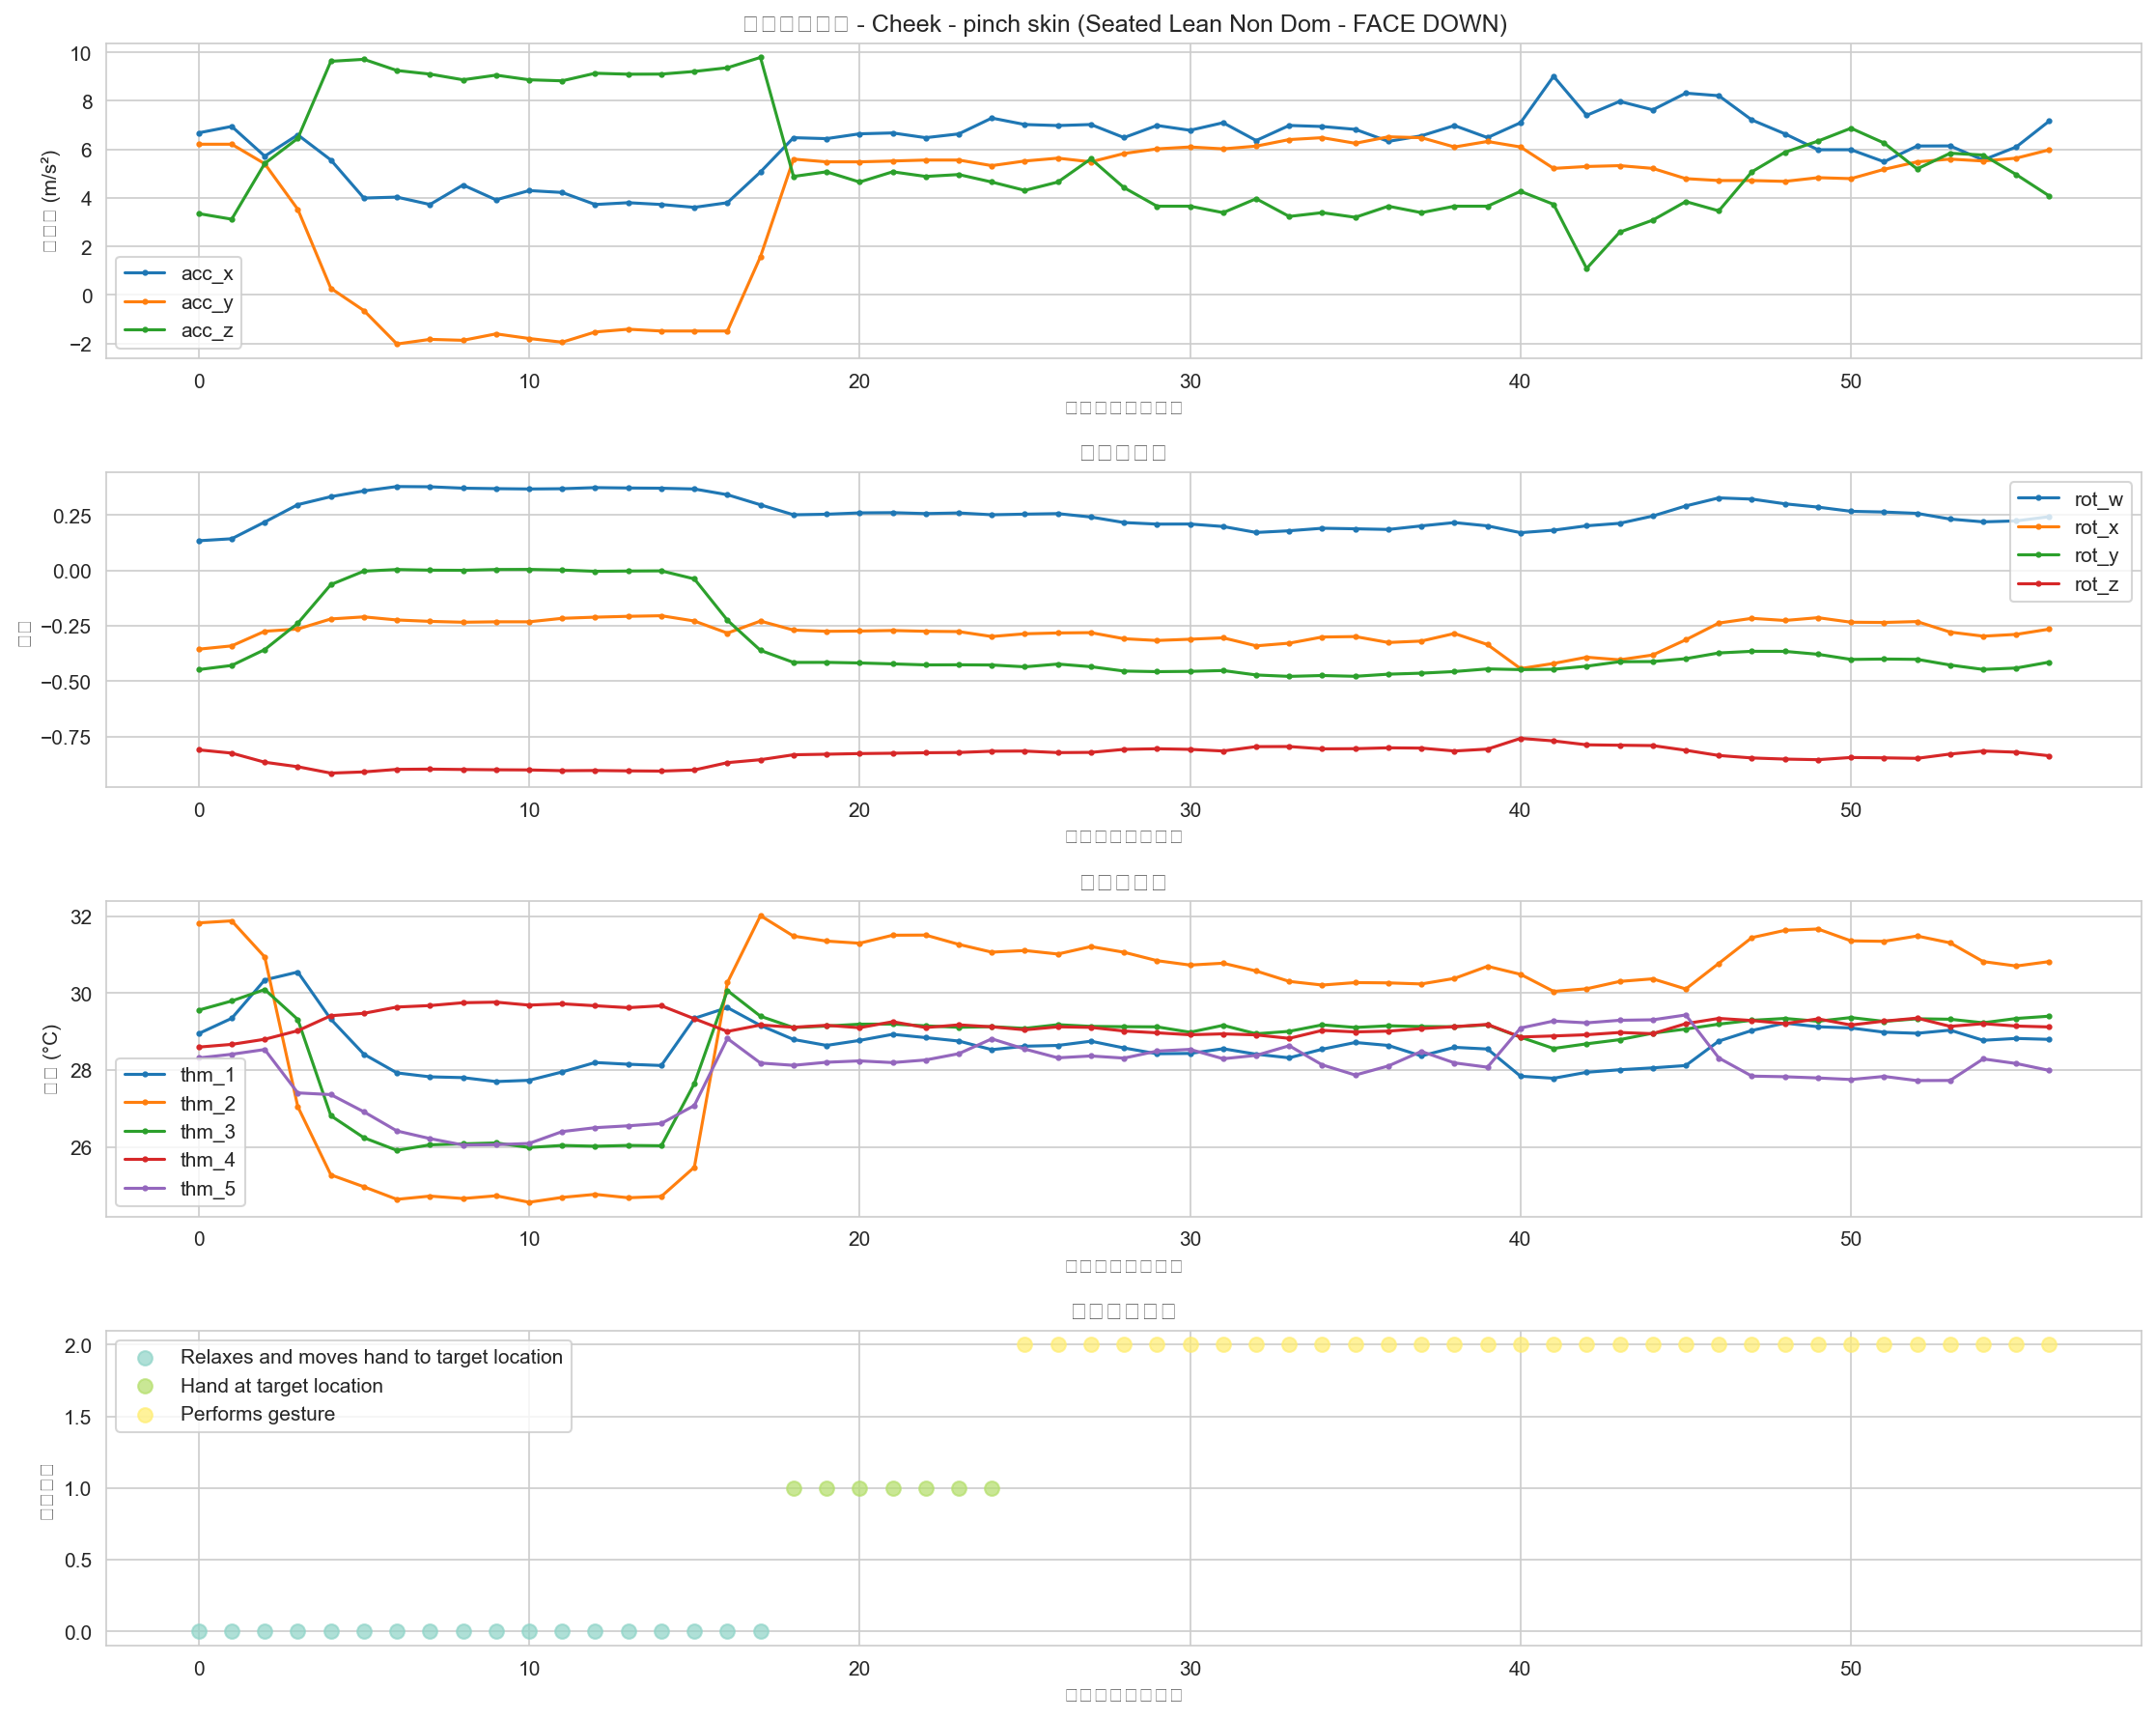 - Cheek - pinch skin (Seated Lean Non Dom - FACE DOWN)
(m/s²)
10
8
6
4
2
0
−2
acc_x
acc_y
acc_z
0 10 20 30 40 50
0.25
0.00
−0.25
−0.50
−0.75
rot_w
rot_x
rot_y
rot_z
0 10 20 30 40 50
(°C)
32
30
28
26
thm_1
thm_2
thm_3
thm_4
thm_5
0 10 20 30 40 50
2.0
1.5
1.0
0.5
0.0
Relaxes and moves hand to target location
Hand at target location
Performs gesture
0 10 20 30 40 50